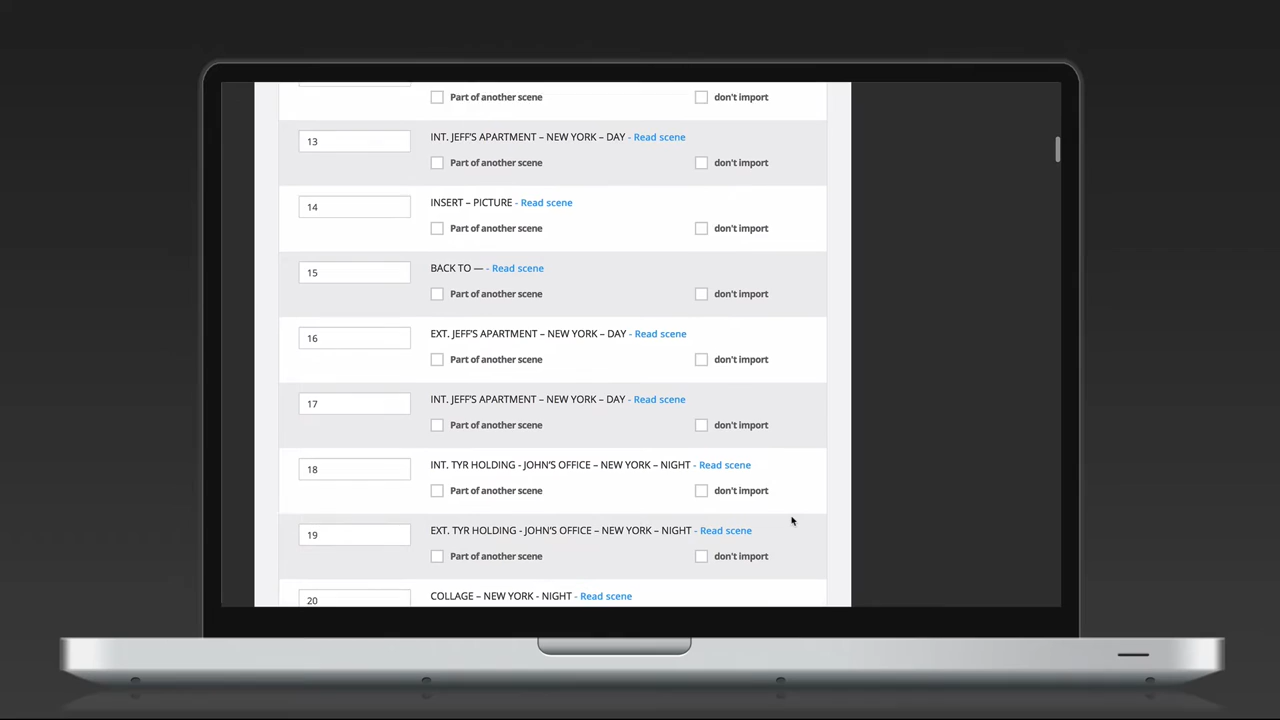 Part of another scene don't import
13 INT. JEFF'S APARTMENT – NEW YORK – DAY - Read scene
Part of another scene don't import
14 INSERT – PICTURE - Read scene
Part of another scene don't import
15 BACK TO — - Read scene
Part of another scene don't import
16 EXT. JEFF'S APARTMENT – NEW YORK – DAY - Read scene
Part of another scene don't import
17 INT. JEFF'S APARTMENT – NEW YORK – DAY - Read scene
Part of another scene don't import
18 INT. TYR HOLDING - JOHN'S OFFICE – NEW YORK – NIGHT - Read scene
Part of another scene don't import
19 EXT. TYR HOLDING - JOHN'S OFFICE – NEW YORK – NIGHT - Read scene
Part of another scene don't import
20 COLLAGE – NEW YORK - NIGHT - Read scene